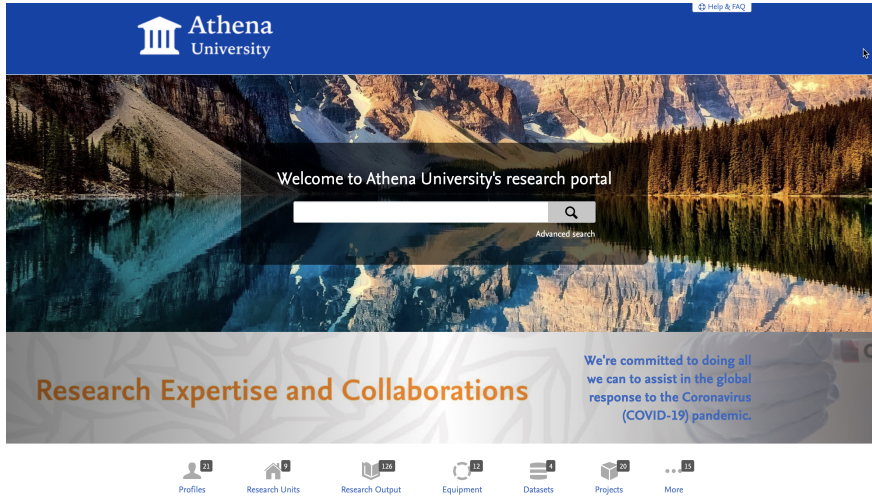 Help & FAQ
Athena
University
Welcome to Athena University's research portal
Advanced search
Research Expertise and Collaborations
We're committed to doing all
we can to assist in the global
response to the Coronavirus
(COVID-19) pandemic.
21 9 126 12 4 20 15
Profiles Research Units Research Output Equipment Datasets Projects More